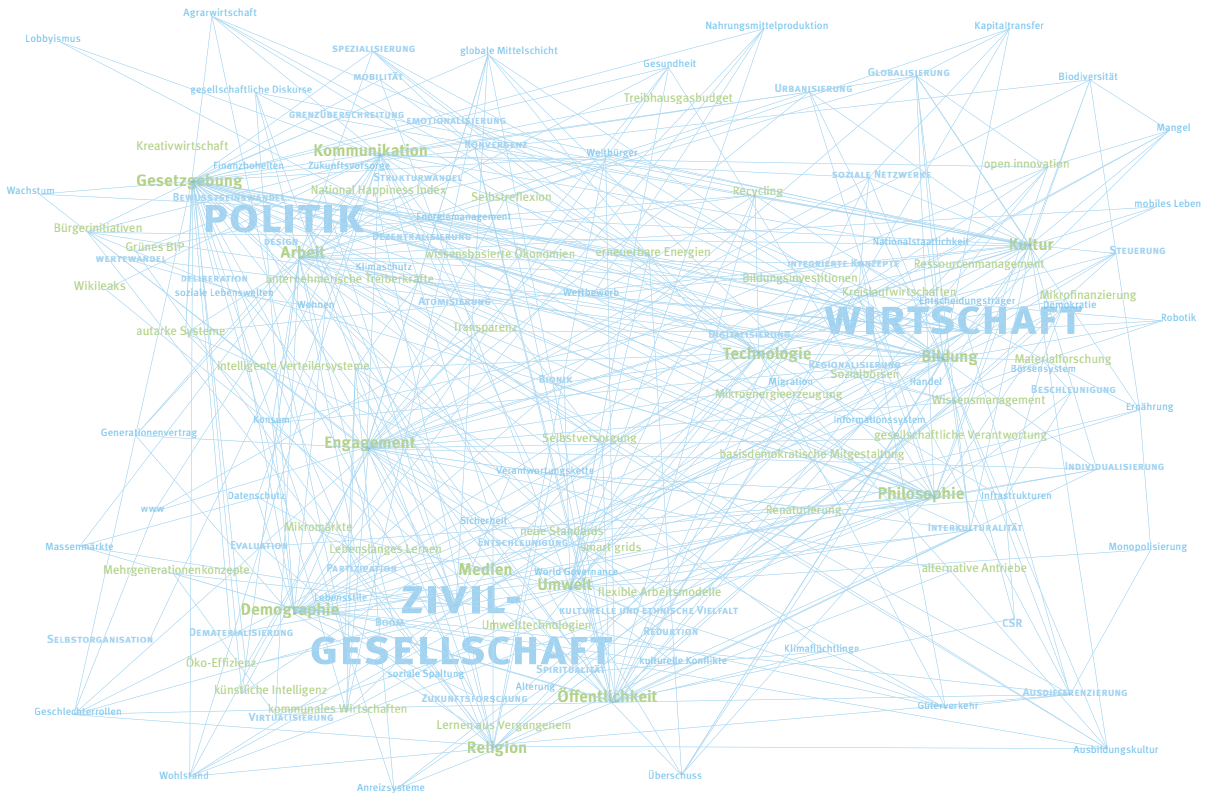 Agrarwirtschaft
Nahrungsmittelproduktion
Kapitaltransfer
Lobbyismus
SPEZIALISIERUNG
globale Mittelschicht
Gesundheit
GLOBALISIERUNG
MOBILITÄT
Biodiversität
gesellschaftliche Diskurse
URBANISIERUNG
Treibhausgasbudget
GRENZÜBERSCHREITUNG
EMOTIONALISIERUNG
Mangel
Kreativwirtschaft
Kommunikation
KONVERGENZ
Weltbürger
Finanzhoheiten
Zukunftsvorsorge
open innovation
Gesetzgebung
STRUKTURWANDEL
SOZIALE NETZWERKE
Wachstum
National Happiness Index
Recycling
BEWUSSTSEINSWANDEL
Selbstreflexion
mobiles Leben
POLITIK
Energiemanagement
Bürgerinitiativen
DESIGN
DEZENTRALISIERUNG
Nationalstaatlichkeit
Kultur
Grünes BIP
Arbeit
wissensbasierte Ökonomien
erneuerbare Energien
STEUERUNG
WERTEWANDEL
Klimaschutz
INTEGRIERTE KONZEPTE
Ressourcenmanagement
DELIBERATION
unternehmerische Treiberkräfte
Bildungsinvestitionen
Wikileaks
soziale Lebenswelten
Wettbewerb
Kreislaufwirtschaften
Mikrofinanzierung
Wohnen
ATOMISIERUNG
Entscheidungsträger
Demokratie
WIRTSCHAFT
Robotik
autarke Systeme
Transparenz
DIGITALISIERUNG
Technologie
Bildung
Materialforschung
intelligente Verteilersysteme
REGIONALISIERUNG
Börsensystem
BIONIK
Sozialbörsen
Migration
Handel
BESCHLEUNIGUNG
Mikroenergieerzeugung
Wissensmanagement
Ernährung
Konsum
Informationssystem
Generationenvertrag
Engagement
Selbstversorgung
gesellschaftliche Verantwortung
basisdemokratische Mitgestaltung
Verantwortungskette
INDIVIDUALISIERUNG
Datenschutz
Philosophie
Infrastrukturen
www
Renaturierung
Mikromärkte
Sicherheit
neue Standards
INTERKULTURALITÄT
Massenmärkte
EVALUATION
Lebenslanges Lernen
ENTSCHLEUNIGUNG
smart grids
Monopolisierung
Mehrgenerationenkonzepte
PARTIZIPATION
Medien
World Governance
alternative Antriebe
Umwelt
flexible Arbeitsmodelle
Lebensstile
ZIVIL-
Demographie
KULTURELLE UND ETHNISCHE VIELFALT
BOOM
Umwelttechnologien
CSR
SELBSTORGANISATION
DEMATERIALISIERUNG
REDUKTION
GESELLSCHAFT
Klimaflüchtlinge
Öko-Effizienz
kulturelle Konflikte
soziale Spaltung
SPIRITUALITÄT
künstliche Intelligenz
Alterung
Öffentlichkeit
AUSDIFFERENZIERUNG
ZUKUNFTSFORSCHUNG
Geschlechterrollen
kommunales Wirtschaften
Güterverkehr
VIRTUALISIERUNG
Lernen aus Vergangenem
Religion
Ausbildungskultur
Wohlstand
Überschuss
Anreizsysteme